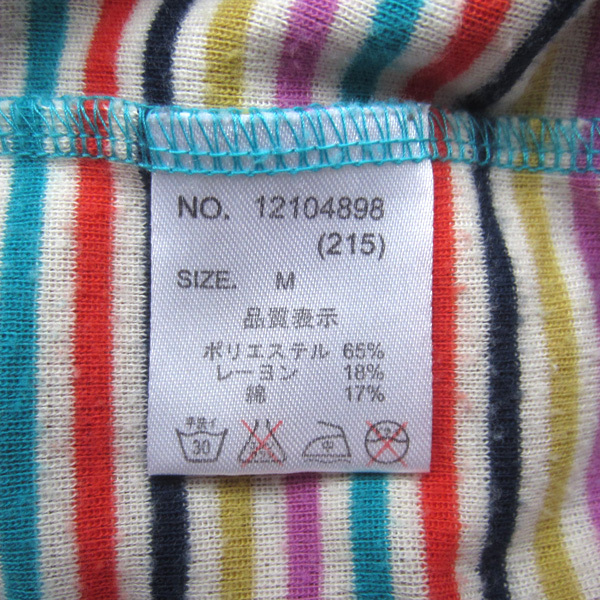 NO. 12104898
(215)
SIZE. M
品質表示
ポリエステル 65%
レーヨン 18%
綿 17%
手洗イ
30
中